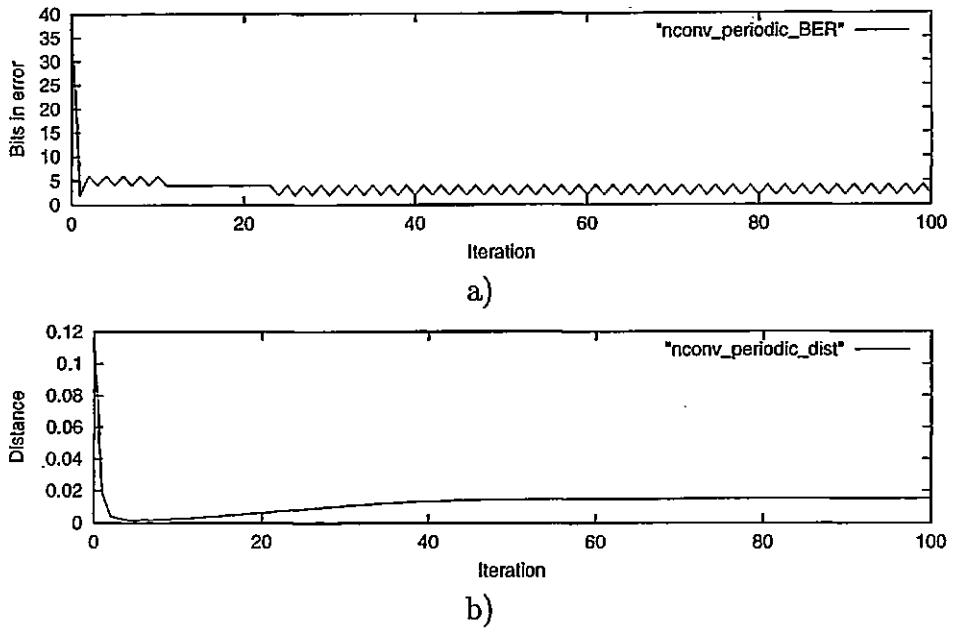 40
35
30
25
20
15
10
5
0
Bits in error
"nconv_periodic_BER"
0 20 40 60 80 100
Iteration
a)
0.12
0.1
0.08
0.06
0.04
0.02
0
Distance
"nconv_periodic_dist"
0 20 40 60 80 100
Iteration
b)